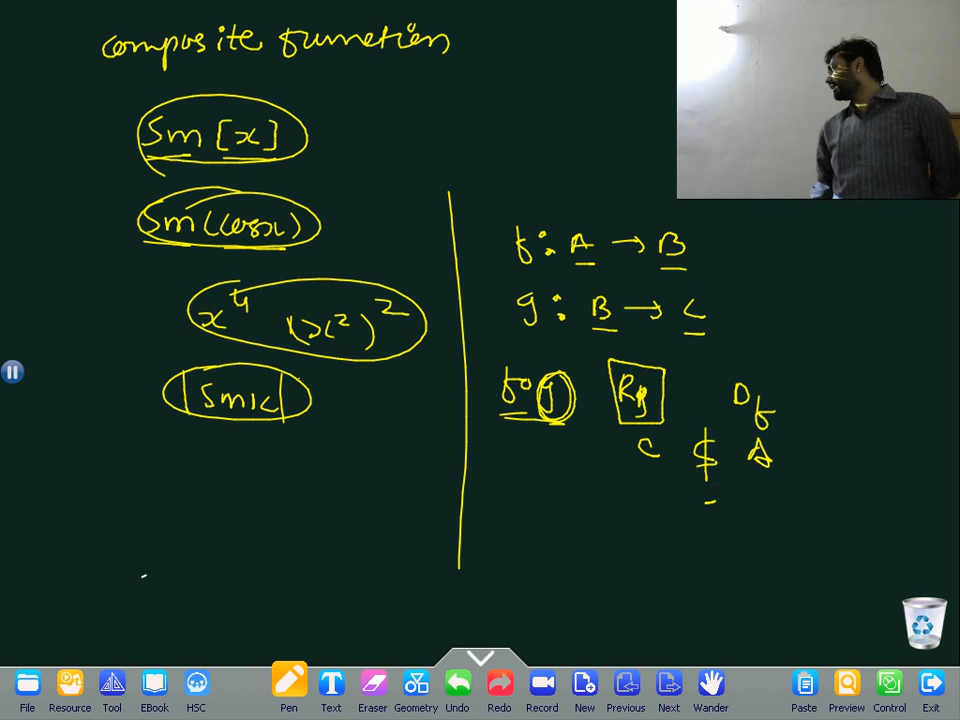 composite function
Sin [x]
Sin(cosx)
x⁴ (x²)²
|sinx|
f : A → B
g : B → C
fog Rg Df
C ⊄ A
File Resource Tool EBook HSC Pen Text Eraser Geometry Undo Redo Record New Previous Next Wander Paste Preview Control Exit